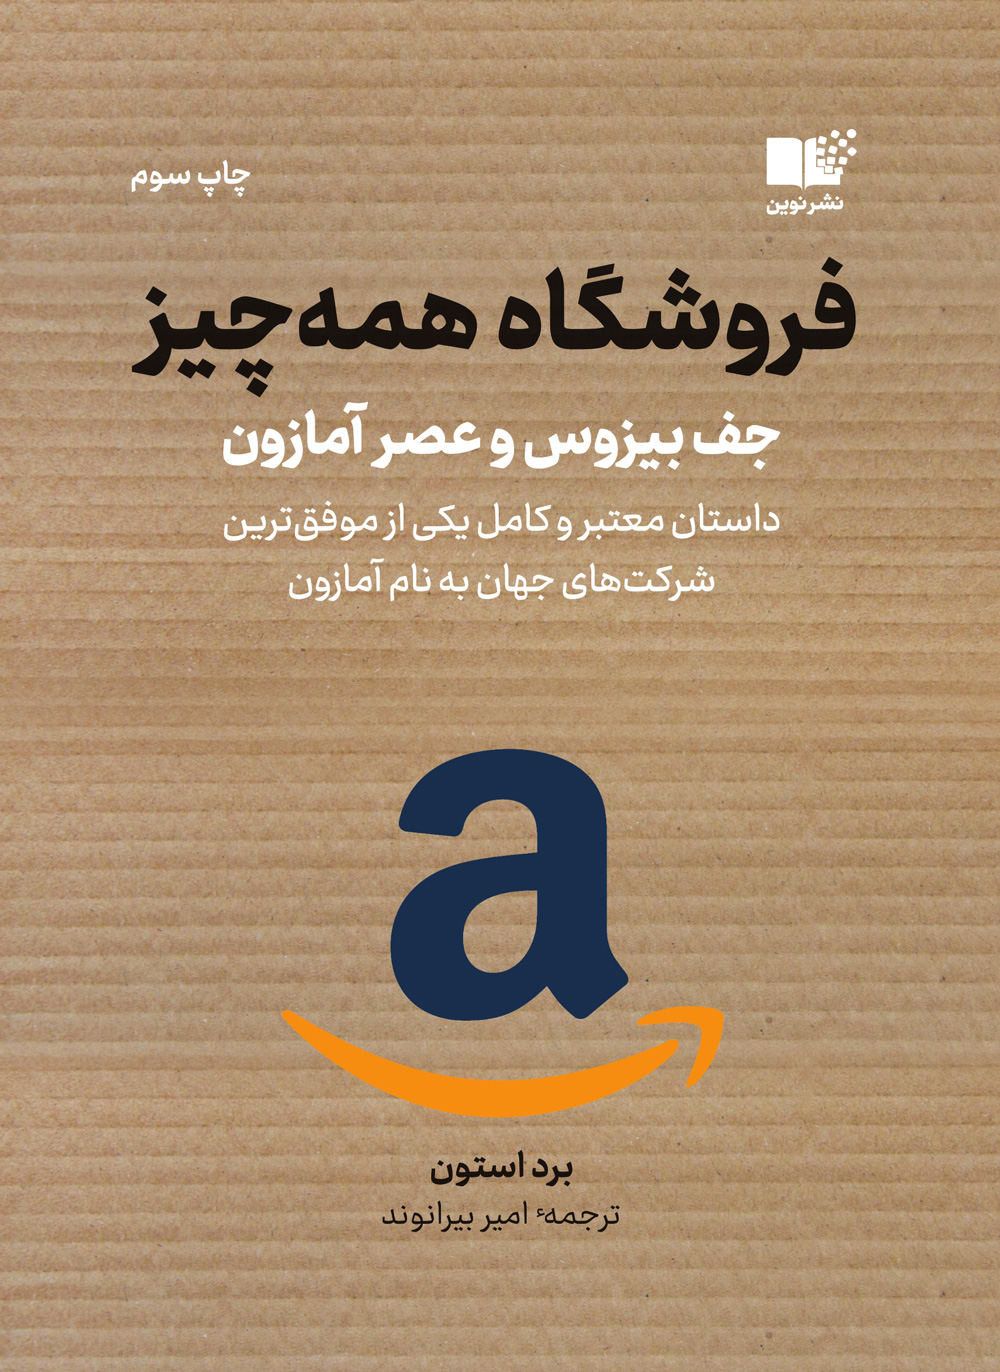 نشر نوین
چاپ سوم
فروشگاه همه‌چیز
جف بیزوس و عصر آمازون
داستان معتبر و کامل یکی از موفق‌ترین
شرکت‌های جهان به نام آمازون
a
برد استون
ترجمهٔ امیر بیرانوند